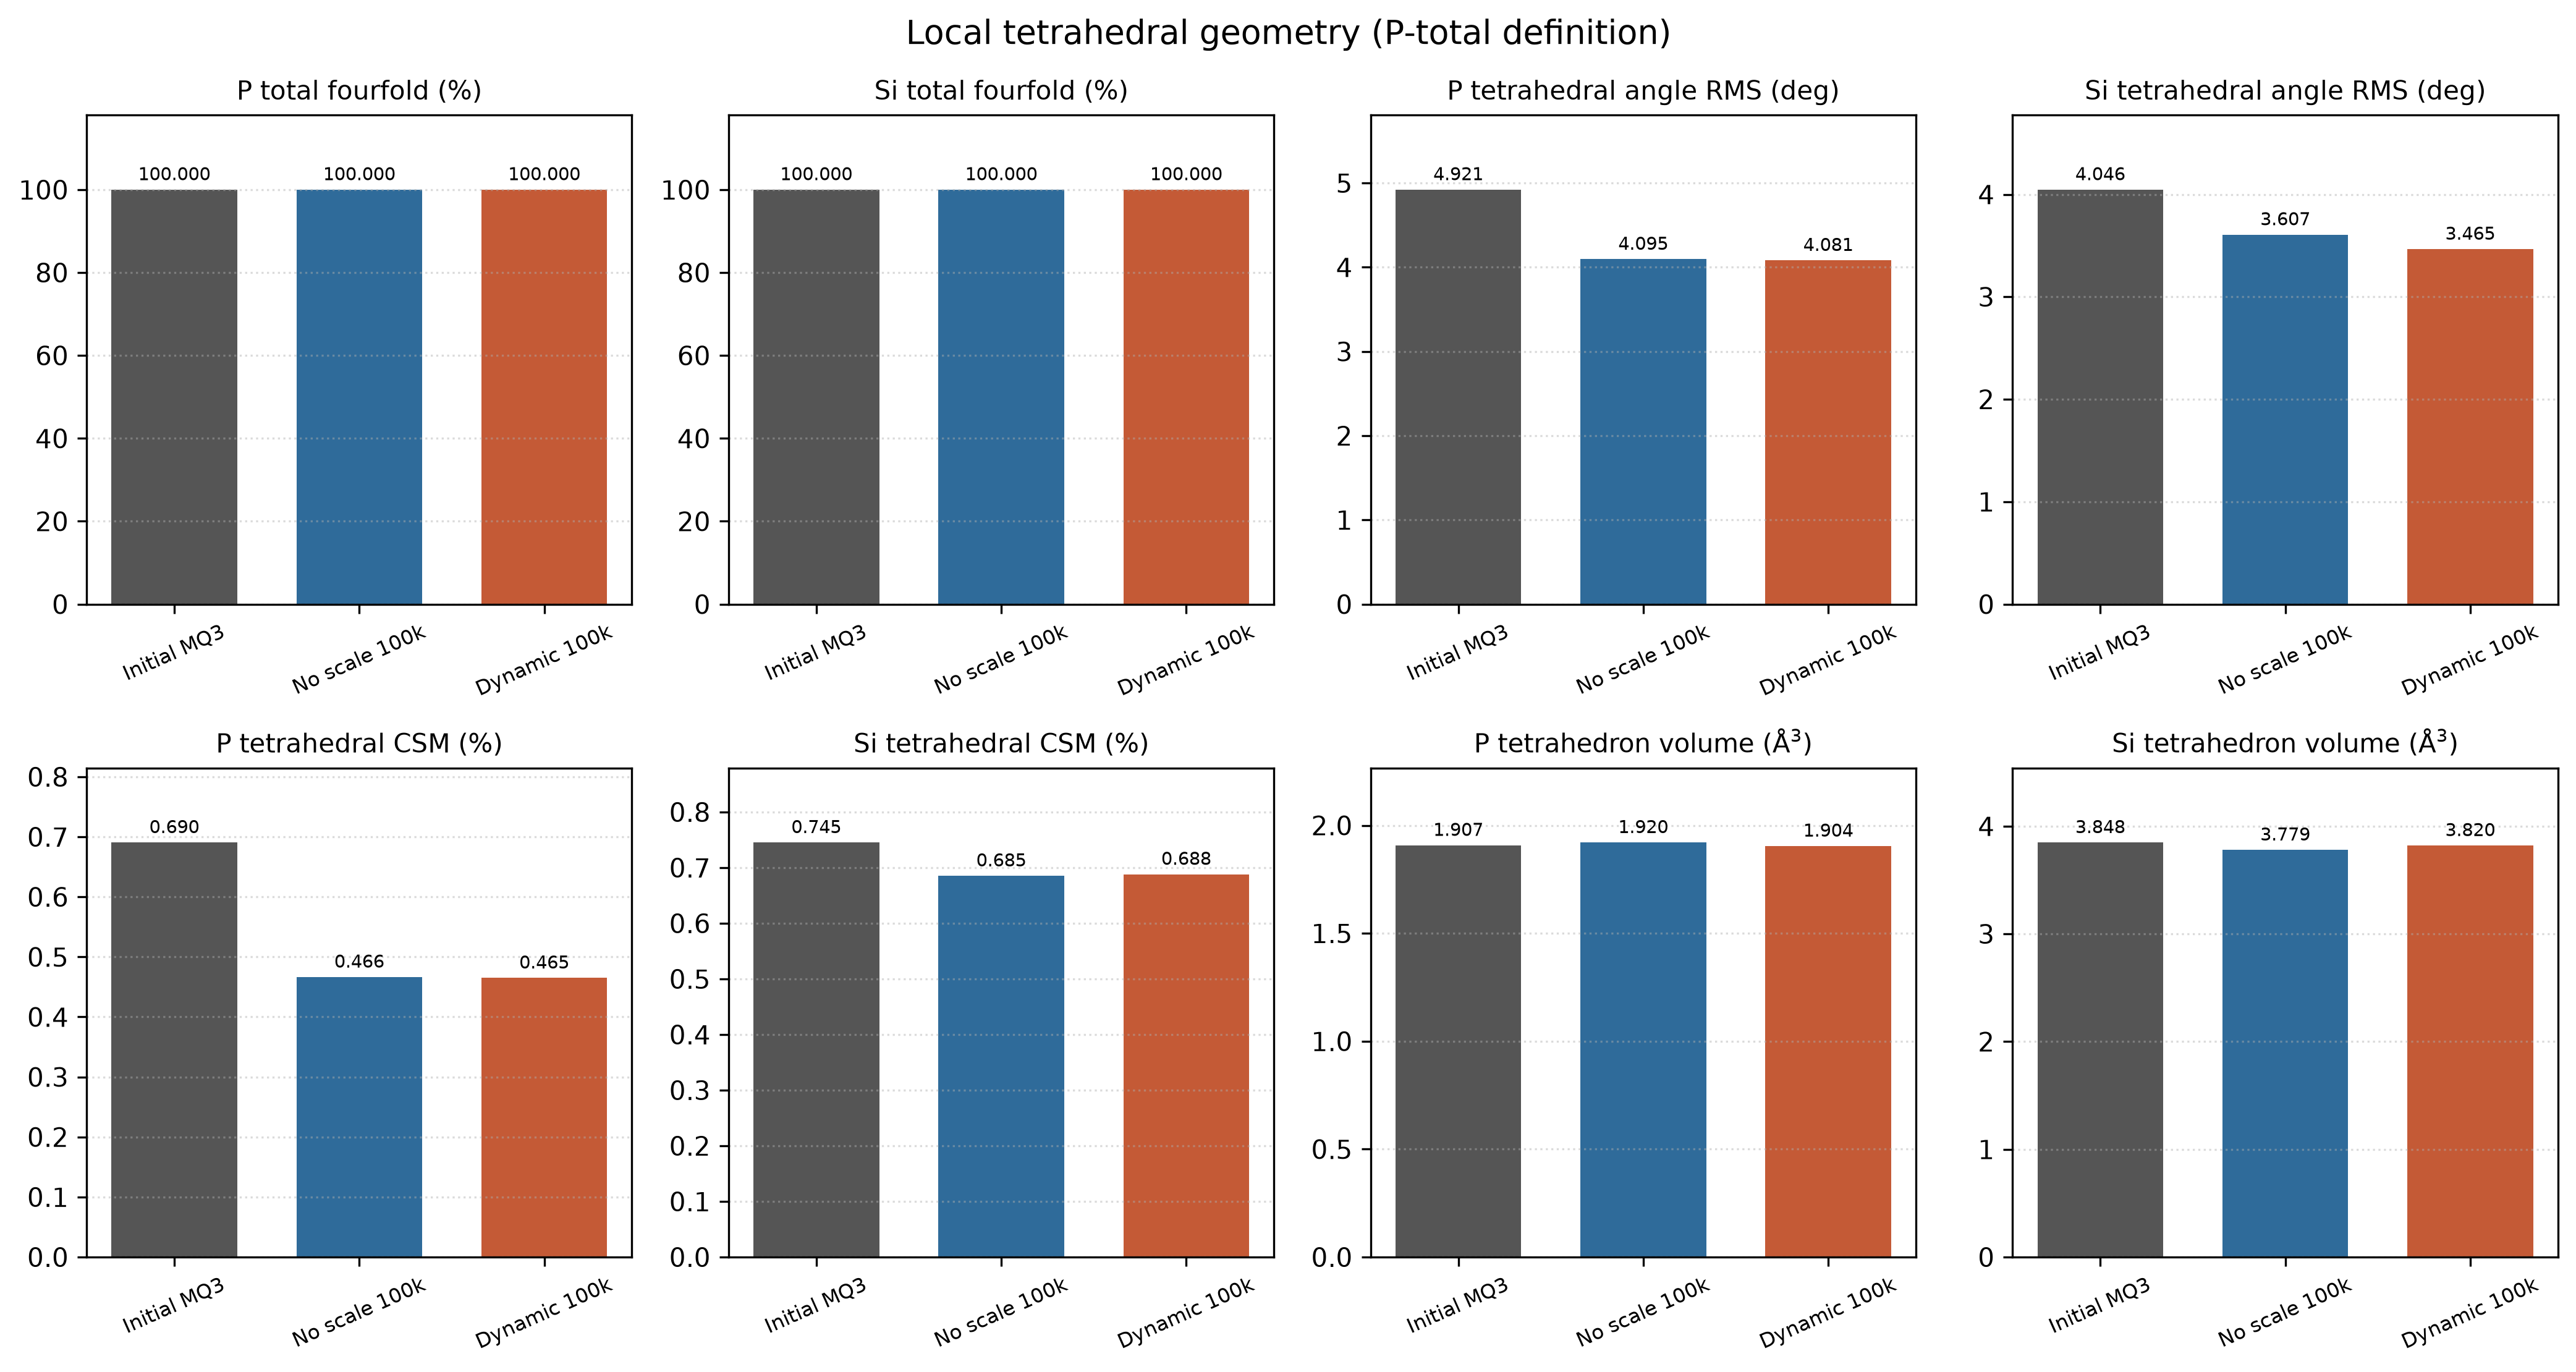 Local tetrahedral geometry (P-total definition)
P total fourfold (%)
100.000 100.000 100.000
100
80
60
40
20
0
Initial MQ3 No scale 100k Dynamic 100k
Si total fourfold (%)
100.000 100.000 100.000
100
80
60
40
20
0
Initial MQ3 No scale 100k Dynamic 100k
P tetrahedral angle RMS (deg)
4.921 4.095 4.081
5
4
3
2
1
0
Initial MQ3 No scale 100k Dynamic 100k
Si tetrahedral angle RMS (deg)
4.046 3.607 3.465
4
3
2
1
0
Initial MQ3 No scale 100k Dynamic 100k
P tetrahedral CSM (%)
0.690 0.466 0.465
0.8
0.7
0.6
0.5
0.4
0.3
0.2
0.1
0.0
Initial MQ3 No scale 100k Dynamic 100k
Si tetrahedral CSM (%)
0.745 0.685 0.688
0.8
0.7
0.6
0.5
0.4
0.3
0.2
0.1
0.0
Initial MQ3 No scale 100k Dynamic 100k
P tetrahedron volume (Å³)
1.907 1.920 1.904
2.0
1.5
1.0
0.5
0.0
Initial MQ3 No scale 100k Dynamic 100k
Si tetrahedron volume (Å³)
3.848 3.779 3.820
4
3
2
1
0
Initial MQ3 No scale 100k Dynamic 100k